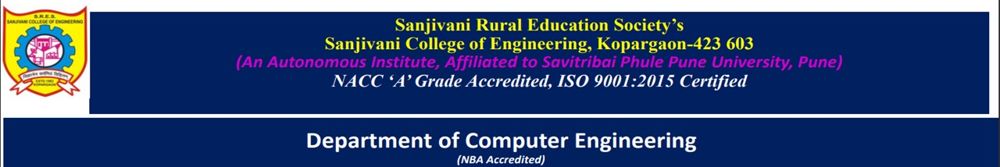 S.R.E.S.
SANJIVANI COLLEGE OF ENGINEERING
ESTD 1983
KOPARGAON
Sanjivani Rural Education Society’s
Sanjivani College of Engineering, Kopargaon-423 603
(An Autonomous Institute, Affiliated to Savitribai Phule Pune University, Pune)
NACC ‘A’ Grade Accredited, ISO 9001:2015 Certified
Department of Computer Engineering
(NBA Accredited)